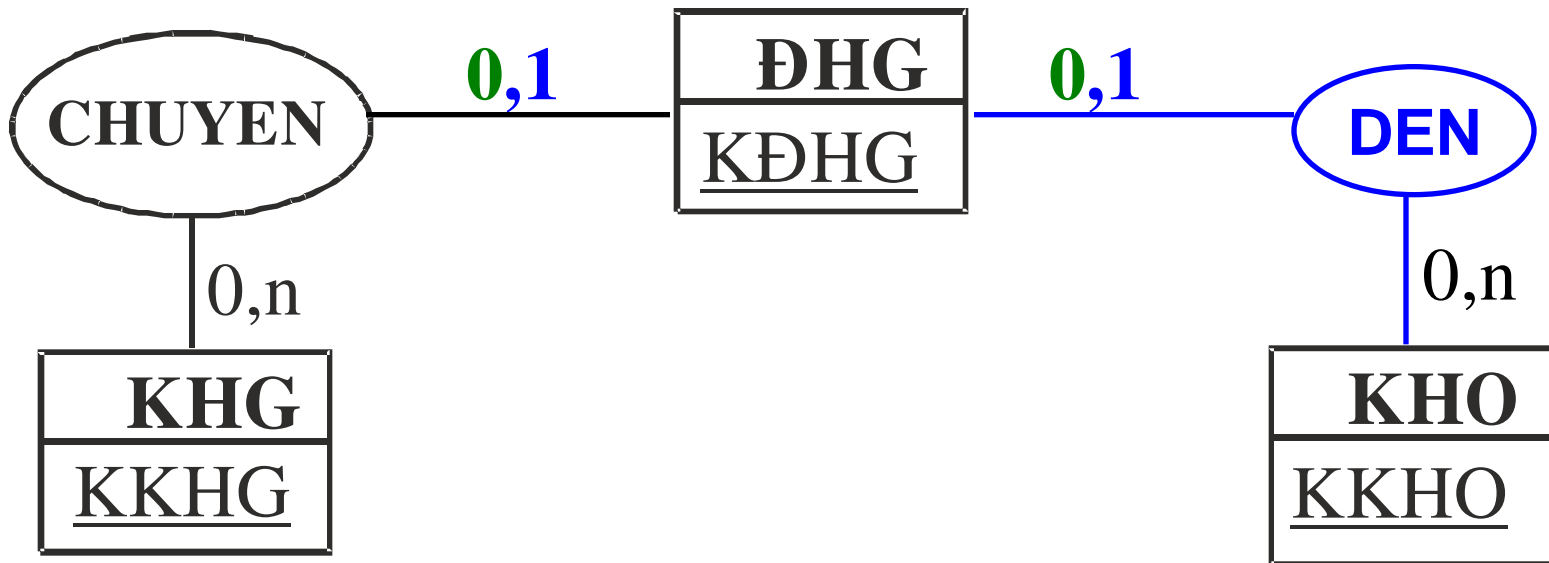 CHUYEN
0,1
ĐHG
KĐHG
0,1
DEN
0,n
0,n
KHG
KKHG
KHO
KKHO